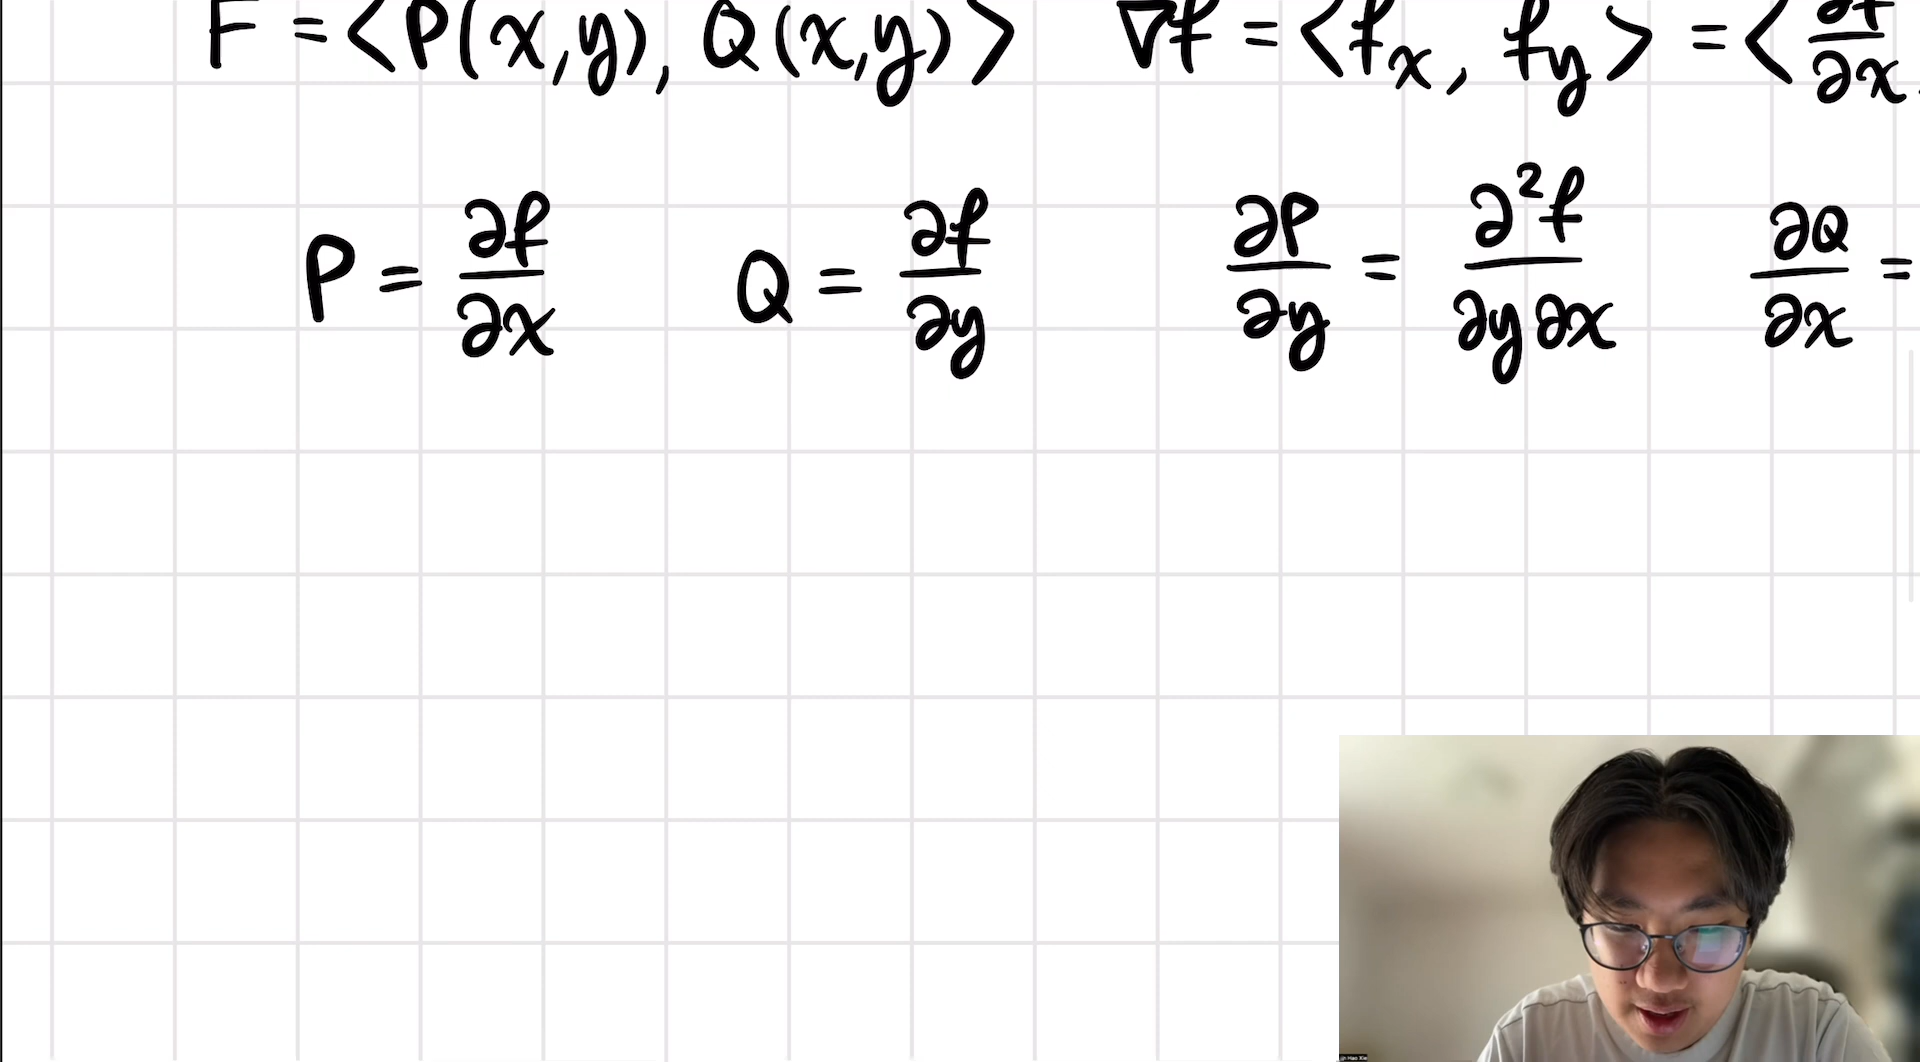 F = <P(x,y), Q(x,y)> ∇f = <fx, fy> = <∂f/∂x
P = ∂f/∂x Q = ∂f/∂y ∂P/∂y = ∂²f/∂y∂x ∂Q/∂x =